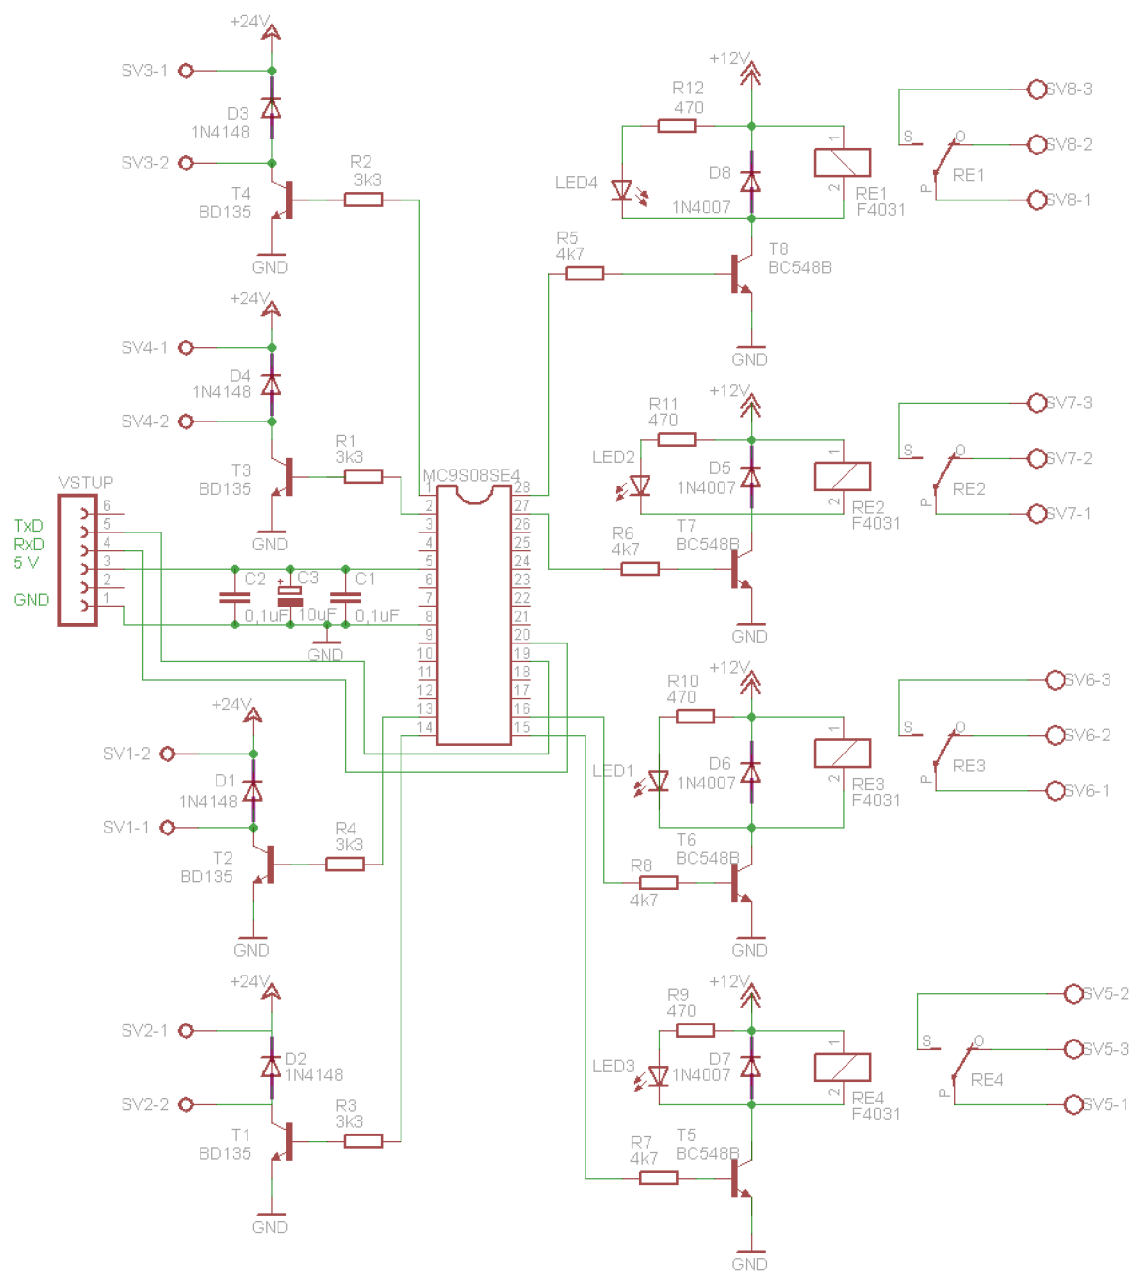 +24V
SV3-1
D3
1N4148
SV3-2
R2
3k3
T4
BD135
GND
+24V
SV4-1
D4
1N4148
SV4-2
R1
3k3
T3
BD135
GND
VSTUP
6
TxD
5
RxD
4
5 V
3
2
GND
1
C2
0,1uF
+
C3
10uF
C1
0,1uF
GND
MC9S08SE4
1
2
3
4
5
6
7
8
9
10
11
12
13
14
28
27
26
25
24
23
22
21
20
19
18
17
16
15
+24V
SV1-2
D1
1N4148
SV1-1
R4
3k3
T2
BD135
GND
+24V
SV2-1
D2
1N4148
SV2-2
R3
3k3
T1
BD135
GND
+12V
R12
470
LED4
D8
1N4007
1
2
RE1
F4031
R5
4k7
T8
BC548B
GND
S
O
P
RE1
SV8-3
SV8-2
SV8-1
+12V
R11
470
LED2
D5
1N4007
1
2
RE2
F4031
R6
4k7
T7
BC548B
GND
S
O
P
RE2
SV7-3
SV7-2
SV7-1
+12V
R10
470
LED1
D6
1N4007
1
2
RE3
F4031
R8
4k7
T6
BC548B
GND
S
O
P
RE3
SV6-3
SV6-2
SV6-1
+12V
R9
470
LED3
D7
1N4007
1
2
RE4
F4031
R7
4k7
T5
BC548B
GND
S
O
P
RE4
SV5-2
SV5-3
SV5-1